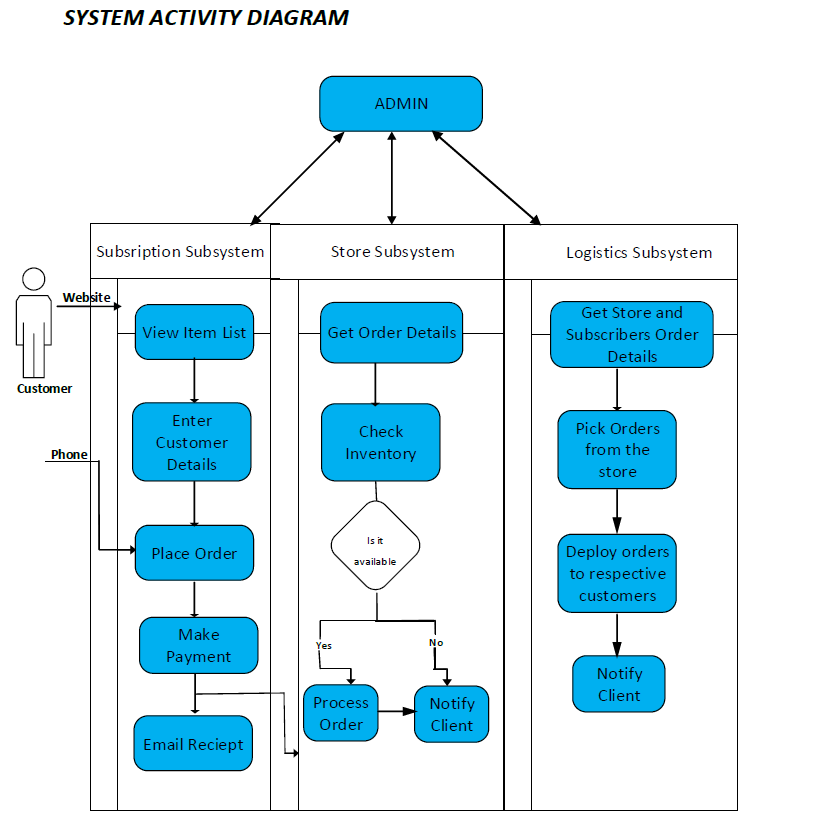 SYSTEM ACTIVITY DIAGRAM
ADMIN
Subsription Subsystem
Store Subsystem
Logistics Subsystem
Website
Customer
Phone
View Item List
Enter
Customer
Details
Place Order
Make
Payment
Email Reciept
Get Order Details
Check
Inventory
Is it
available
Yes
No
Process
Order
Notify
Client
Get Store and
Subscribers Order
Details
Pick Orders
from the
store
Deploy orders
to respective
customers
Notify
Client